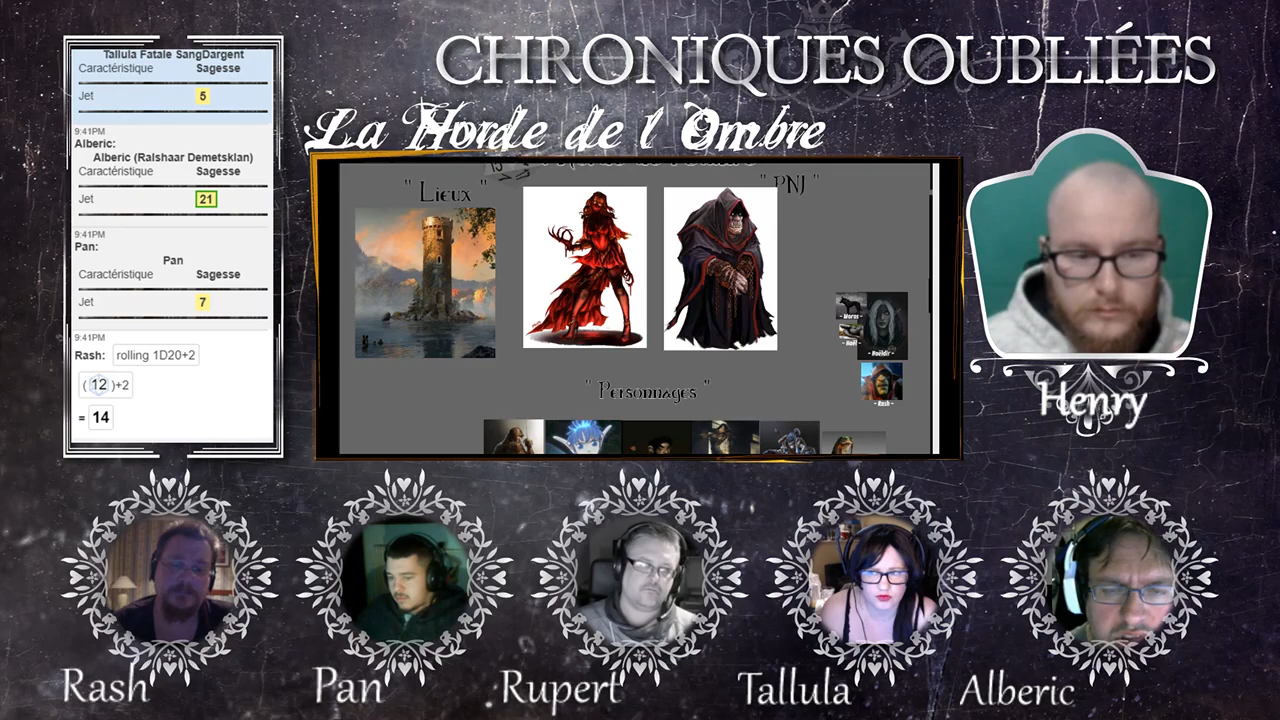 CHRONIQUES OUBLIÉES
La Horde de l'Ombre
Tallula Fatale SangDargent
Caractéristique Sagesse
Jet 5
9:41PM
Alberic:
Alberic (Ralshaar Demetsklan)
Caractéristique Sagesse
Jet 21
9:41PM
Pan:
Pan
Caractéristique Sagesse
Jet 7
9:41PM
Rash: rolling 1D20+2
(12)+2
= 14
" Lieux "
" PNJ "
" Personnages "
- Rash -
Henry
Rash
Pan
Rupert
Tallula
Alberic